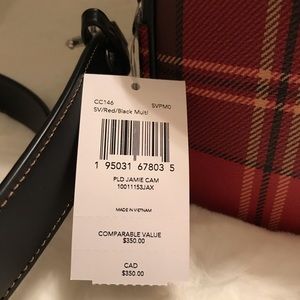 CC146 SVPM0
SV/Red/Black Multi
1 95031 67803 5
PLD JAMIE CAM
10011153JAX
MADE IN VIETNAM
COMPARABLE VALUE
$350.00
CAD
$350.00